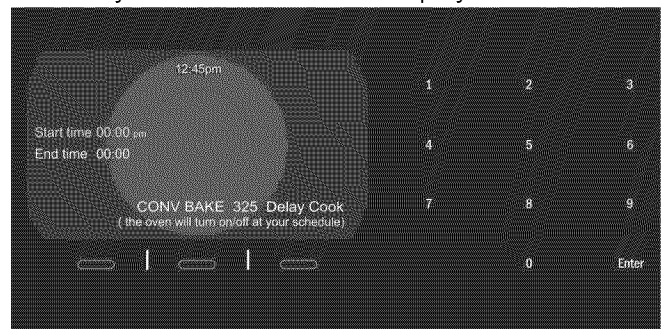 12:45pm
Start time 00:00 pm
End time 00:00
CONV BAKE 325 Delay Cook
( the oven will turn on/off at your schedule)
1 2 3
4 5 6
7 8 9
0 Enter